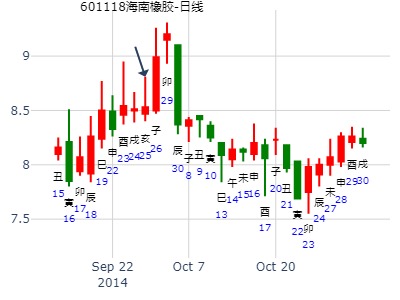 601118海南橡胶-日线
9
8.5
8
7.5
丑
15
寅
16
卯
17
辰
18
巳
19
申
22
酉
23
戌
24
亥
25
子
26
卯
29
辰
30
子
8
丑
9
寅
10
巳
13
午
14
未
15
申
16
酉
17
子
20
丑
21
寅
22
卯
23
辰
24
未
27
申
28
酉
29
戌
30
Sep 22
2014
Oct 7
Oct 20